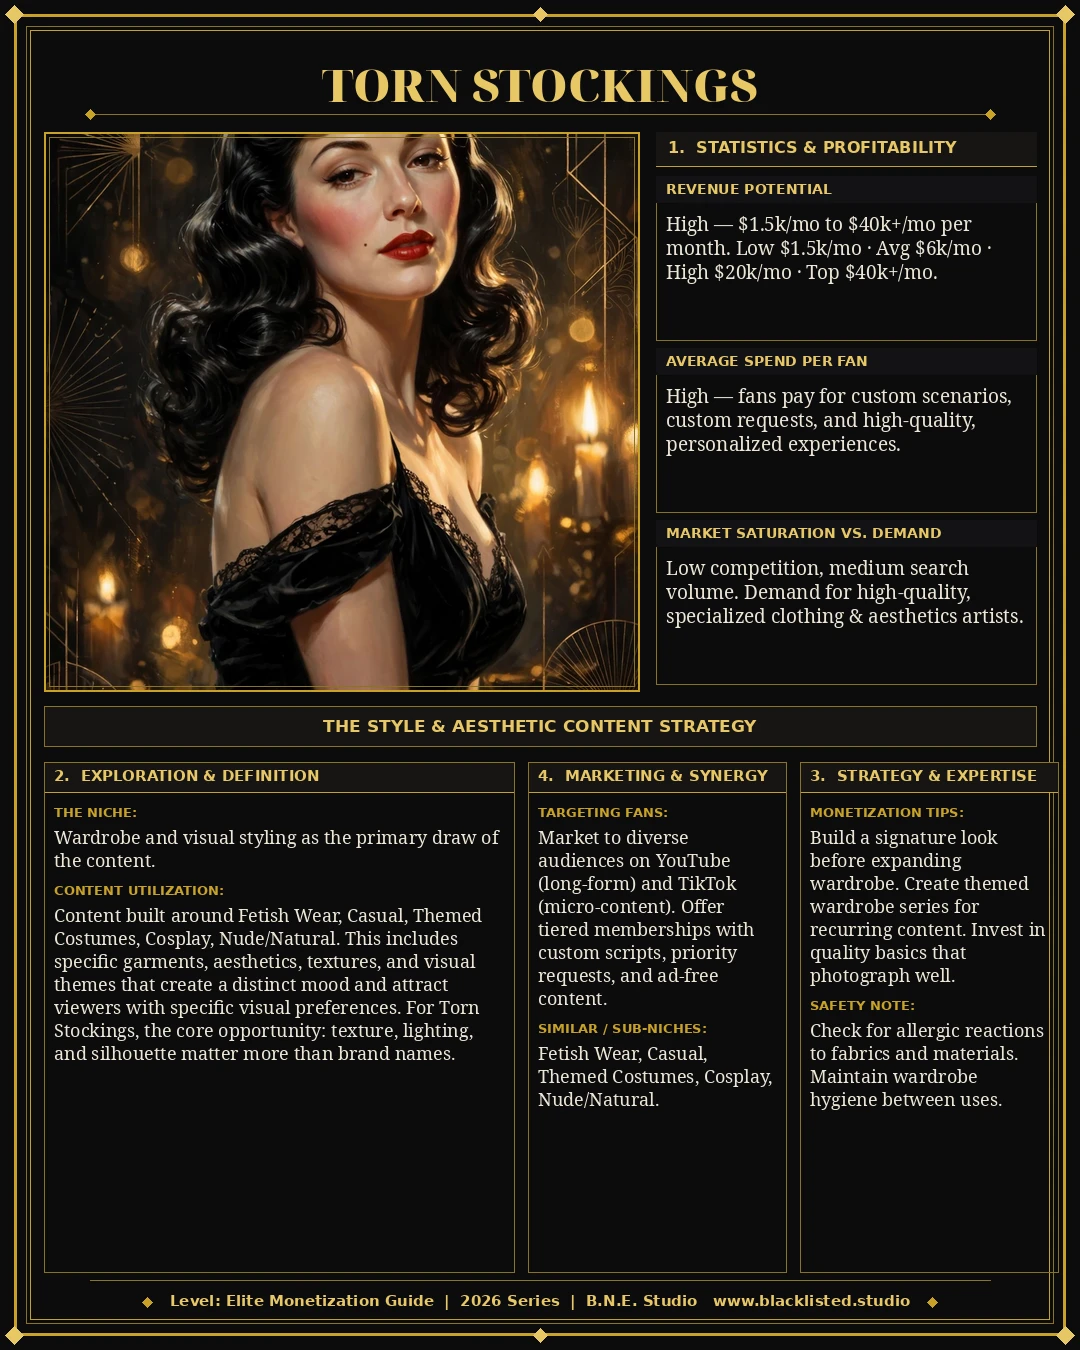 TORN STOCKINGS
1. STATISTICS & PROFITABILITY
REVENUE POTENTIAL
High — $1.5k/mo to $40k+/mo per
month. Low $1.5k/mo · Avg $6k/mo ·
High $20k/mo · Top $40k+/mo.
AVERAGE SPEND PER FAN
High — fans pay for custom scenarios,
custom requests, and high-quality,
personalized experiences.
MARKET SATURATION VS. DEMAND
Low competition, medium search
volume. Demand for high-quality,
specialized clothing & aesthetics artists.
THE STYLE & AESTHETIC CONTENT STRATEGY
2. EXPLORATION & DEFINITION
THE NICHE:
Wardrobe and visual styling as the primary draw of
the content.
CONTENT UTILIZATION:
Content built around Fetish Wear, Casual, Themed
Costumes, Cosplay, Nude/Natural. This includes
specific garments, aesthetics, textures, and visual
themes that create a distinct mood and attract
viewers with specific visual preferences. For Torn
Stockings, the core opportunity: texture, lighting,
and silhouette matter more than brand names.
4. MARKETING & SYNERGY
TARGETING FANS:
Market to diverse
audiences on YouTube
(long-form) and TikTok
(micro-content). Offer
tiered memberships with
custom scripts, priority
requests, and ad-free
content.
SIMILAR / SUB-NICHES:
Fetish Wear, Casual,
Themed Costumes, Cosplay,
Nude/Natural.
3. STRATEGY & EXPERTISE
MONETIZATION TIPS:
Build a signature look
before expanding
wardrobe. Create themed
wardrobe series for
recurring content. Invest in
quality basics that
photograph well.
SAFETY NOTE:
Check for allergic reactions
to fabrics and materials.
Maintain wardrobe
hygiene between uses.
Level: Elite Monetization Guide | 2026 Series | B.N.E. Studio www.blacklisted.studio